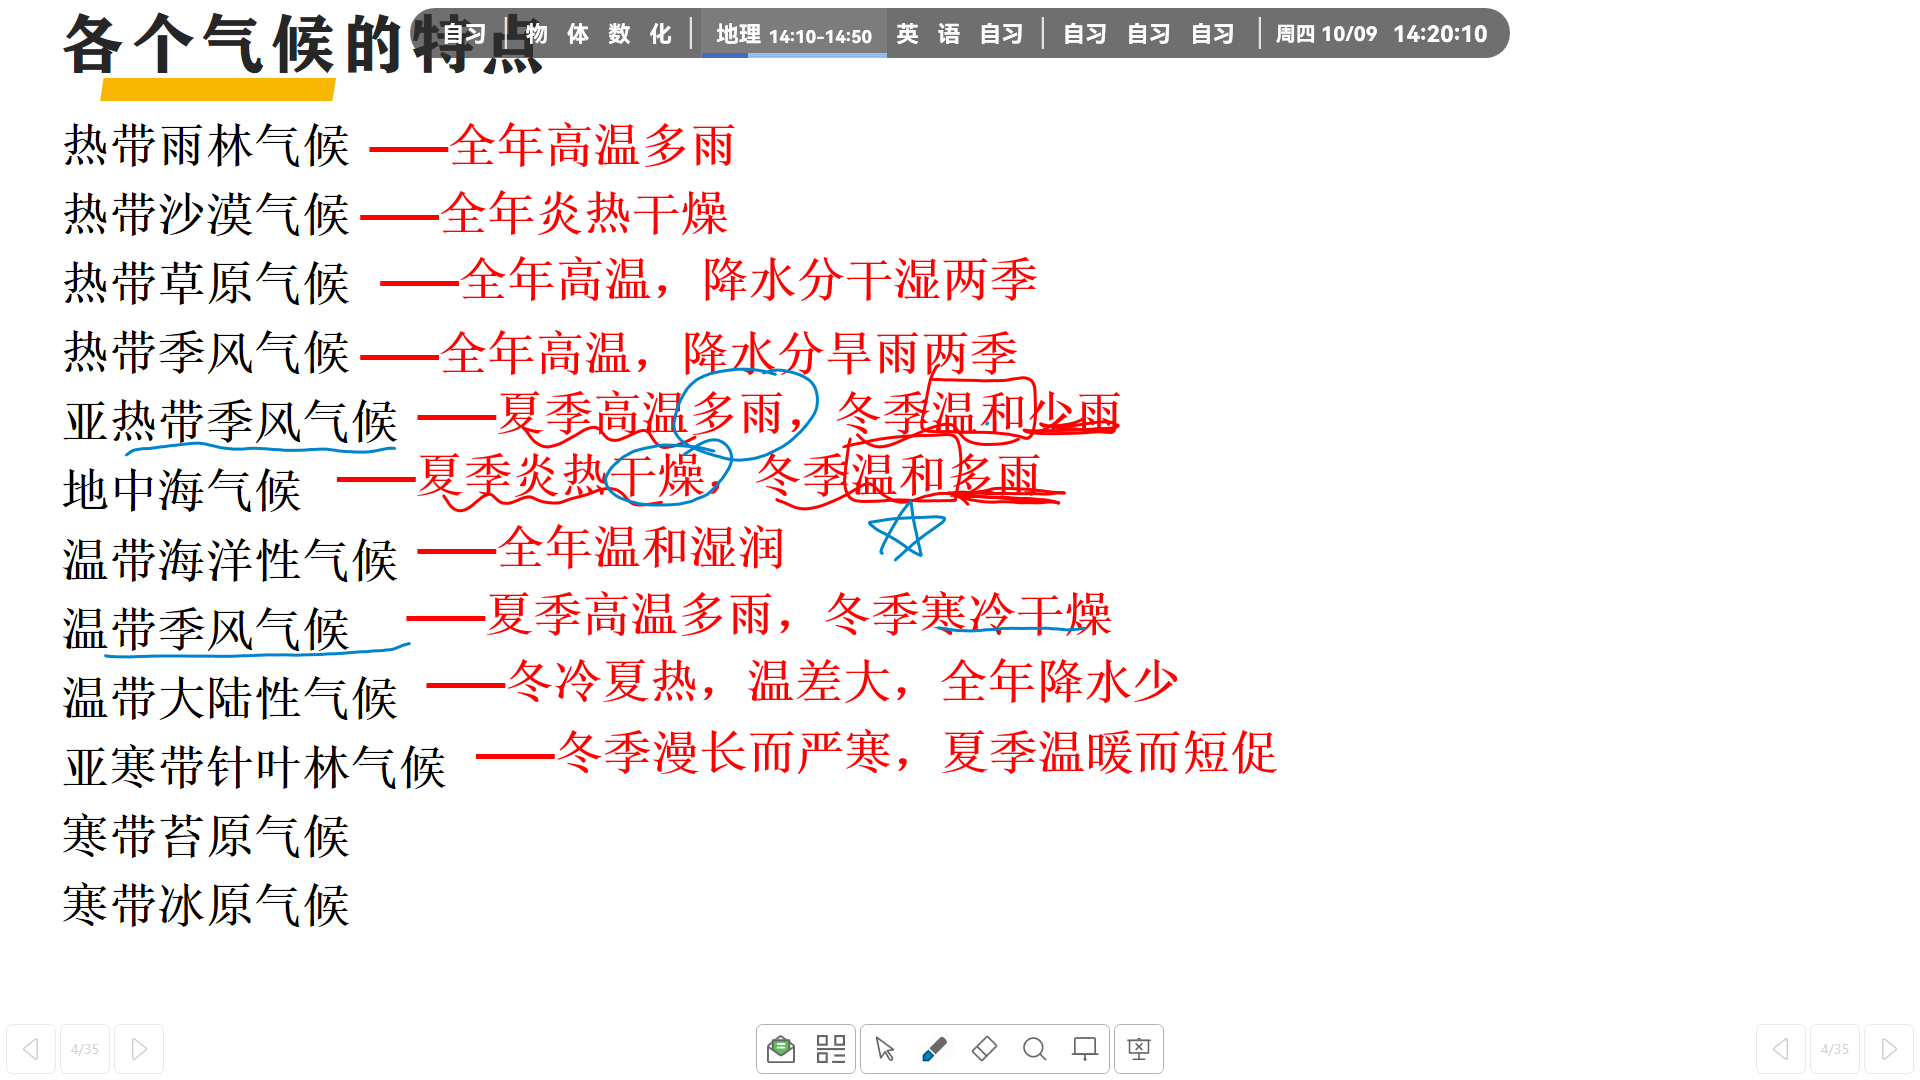 各个气候的特点
自习 物 体 数 化 地理 14:10-14:50 英 语 自习 自习 自习 自习 周四 10/09 14:20:10
热带雨林气候 ——全年高温多雨
热带沙漠气候 ——全年炎热干燥
热带草原气候 ——全年高温，降水分干湿两季
热带季风气候 ——全年高温，降水分旱雨两季
亚热带季风气候 ——夏季高温多雨，冬季温和少雨
地中海气候 ——夏季炎热干燥，冬季温和多雨
温带海洋性气候 ——全年温和湿润
温带季风气候 ——夏季高温多雨，冬季寒冷干燥
温带大陆性气候 ——冬冷夏热，温差大，全年降水少
亚寒带针叶林气候 ——冬季漫长而严寒，夏季温暖而短促
寒带苔原气候
寒带冰原气候
4/35 4/35